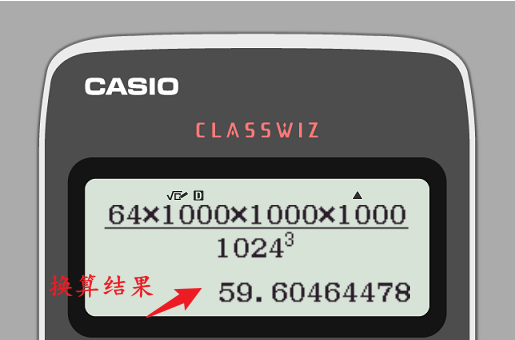 CASIO
CLASSWIZ
√□/ D ▲
64×1000×1000×1000
1024³
换算结果
59.60464478